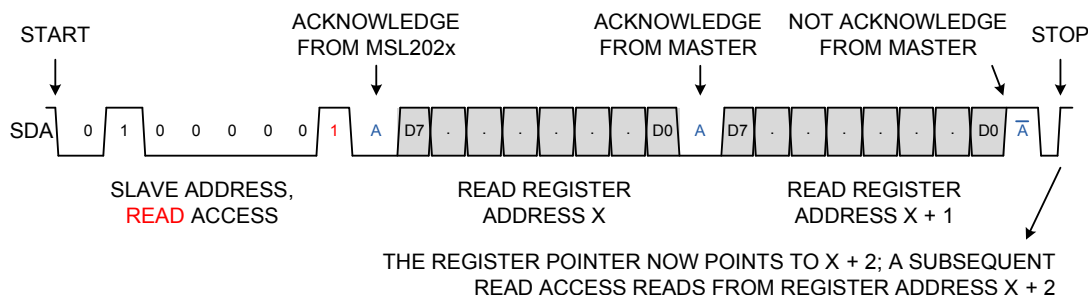 START
ACKNOWLEDGE
FROM MSL202x
ACKNOWLEDGE
FROM MASTER
NOT ACKNOWLEDGE
FROM MASTER
STOP
SDA 0 1 0 0 0 0 0 1 A D7 . . . . . . D0 A D7 . . . . . . D0 A̅
SLAVE ADDRESS,
READ ACCESS
READ REGISTER
ADDRESS X
READ REGISTER
ADDRESS X + 1
THE REGISTER POINTER NOW POINTS TO X + 2; A SUBSEQUENT
READ ACCESS READS FROM REGISTER ADDRESS X + 2